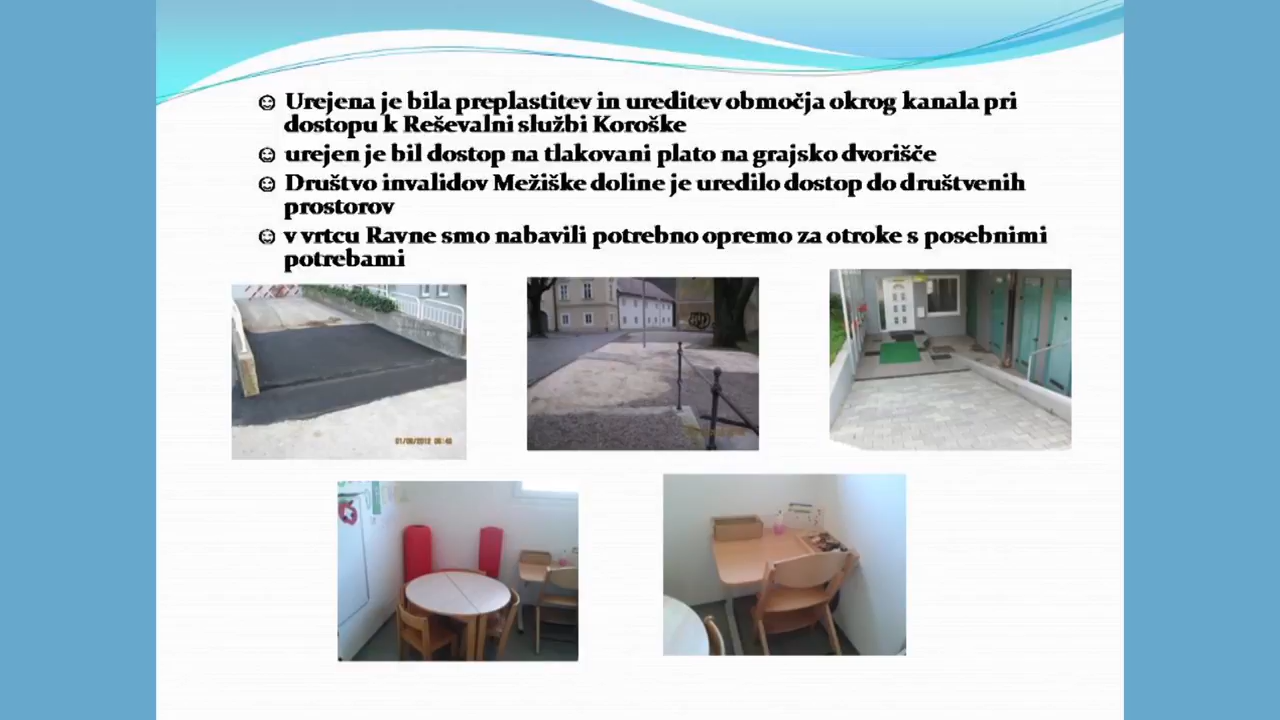 Urejena je bila preplastitev in ureditev območja okrog kanala pri
dostopu k Reševalni službi Koroške
urejen je bil dostop na tlakovani plato na grajsko dvorišče
Društvo invalidov Mežiške doline je uredilo dostop do društvenih
prostorov
v vrtcu Ravne smo nabavili potrebno opremo za otroke s posebnimi
potrebami